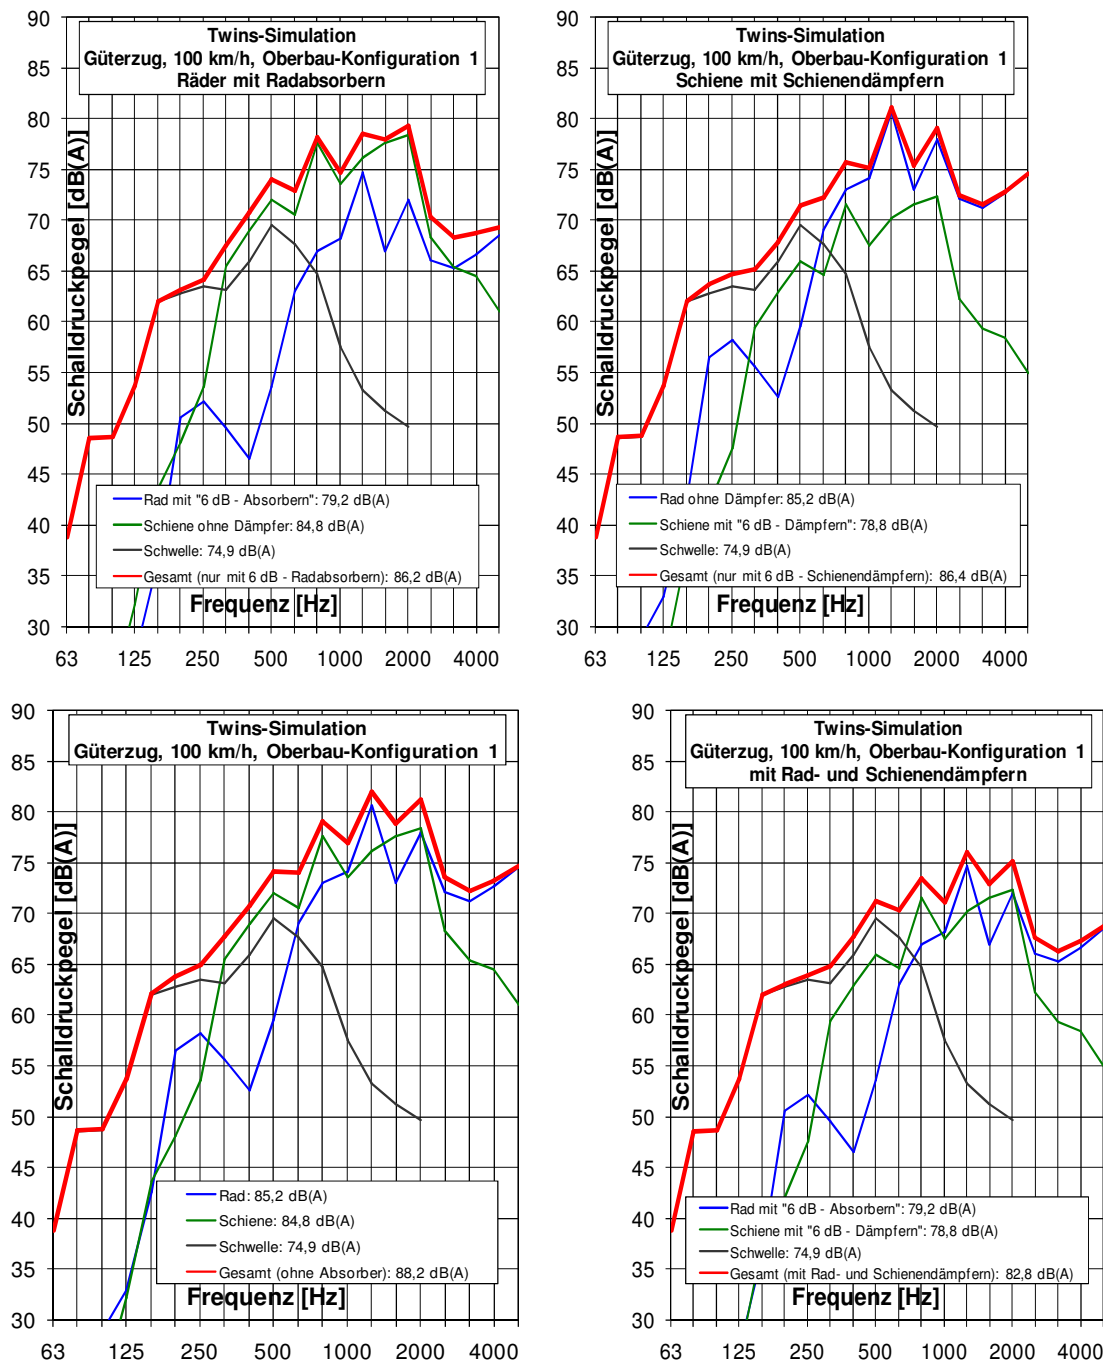 Twins-Simulation
Güterzug, 100 km/h, Oberbau-Konfiguration 1
Räder mit Radabsorbern
Schalldruckpegel [dB(A)]
90
85
80
75
70
65
60
55
50
45
40
35
30
Rad mit "6 dB - Absorbern": 79,2 dB(A)
Schiene ohne Dämpfer: 84,8 dB(A)
Schwelle: 74,9 dB(A)
Gesamt (nur mit 6 dB - Radabsorbern): 86,2 dB(A)
Frequenz [Hz]
63 125 250 500 1000 2000 4000
Twins-Simulation
Güterzug, 100 km/h, Oberbau-Konfiguration 1
Schiene mit Schienendämpfern
Schalldruckpegel [dB(A)]
90
85
80
75
70
65
60
55
50
45
40
35
30
Rad ohne Dämpfer: 85,2 dB(A)
Schiene mit "6 dB - Dämpfern": 78,8 dB(A)
Schwelle: 74,9 dB(A)
Gesamt (nur mit 6 dB - Schienendämpfern): 86,4 dB(A)
Frequenz [Hz]
63 125 250 500 1000 2000 4000
Twins-Simulation
Güterzug, 100 km/h, Oberbau-Konfiguration 1
Schalldruckpegel [dB(A)]
90
85
80
75
70
65
60
55
50
45
40
35
30
Rad: 85,2 dB(A)
Schiene: 84,8 dB(A)
Schwelle: 74,9 dB(A)
Gesamt (ohne Absorber): 88,2 dB(A)
Frequenz [Hz]
63 125 250 500 1000 2000 4000
Twins-Simulation
Güterzug, 100 km/h, Oberbau-Konfiguration 1
mit Rad- und Schienendämpfern
Schalldruckpegel [dB(A)]
90
85
80
75
70
65
60
55
50
45
40
35
30
Rad mit "6 dB - Absorbern": 79,2 dB(A)
Schiene mit "6 dB - Dämpfern": 78,8 dB(A)
Schwelle: 74,9 dB(A)
Gesamt (mit Rad- und Schienendämpfern): 82,8 dB(A)
Frequenz [Hz]
63 125 250 500 1000 2000 4000